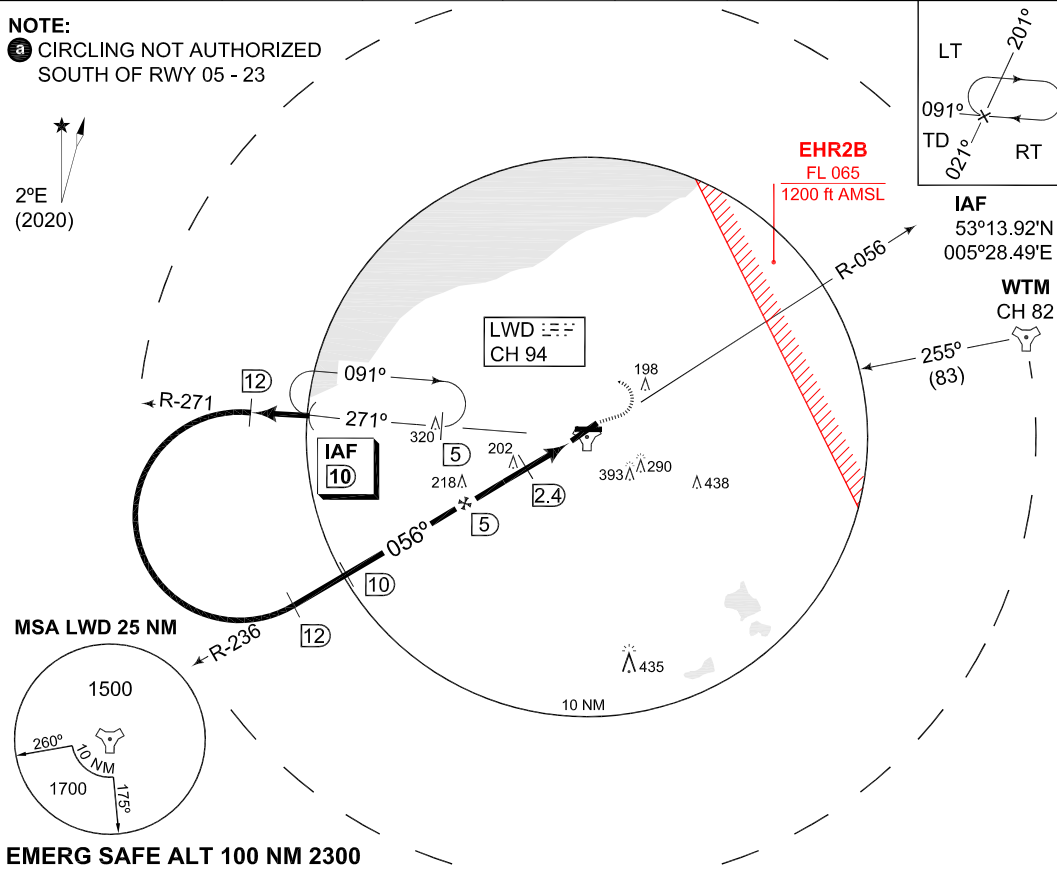 NOTE:
a CIRCLING NOT AUTHORIZED
SOUTH OF RWY 05 - 23
2ºE
(2020)
LT
201º
091º
TD
021º
RT
IAF
53º13.92'N
005º28.49'E
EHR2B
FL 065
1200 ft AMSL
R-056
WTM
CH 82
255º
(83)
LWD
CH 94
198
091º
12
R-271
271º
320
5
IAF
10
202
218
2.4
393
290
438
5
056º
10
12
R-236
435
10 NM
MSA LWD 25 NM
1500
260º
10 NM
1700
175º
EMERG SAFE ALT 100 NM 2300